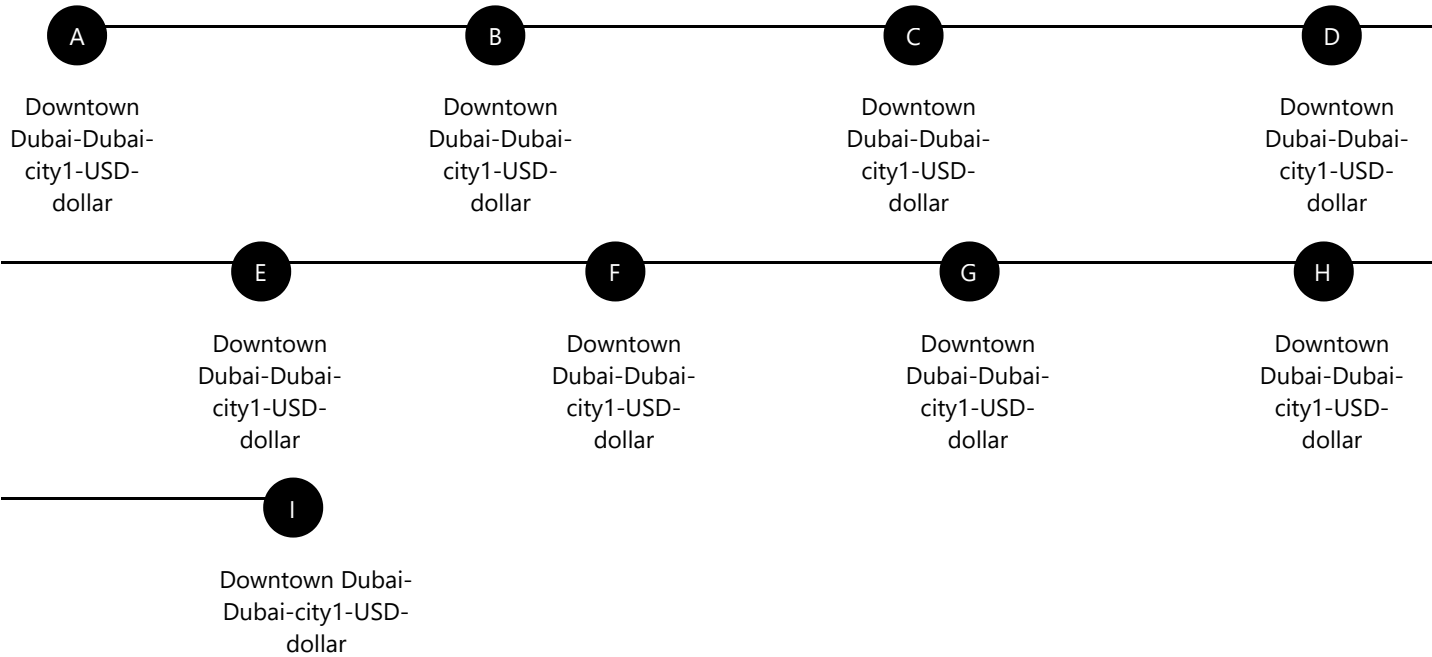 A B C D
Downtown Downtown Downtown Downtown
Dubai-Dubai- Dubai-Dubai- Dubai-Dubai- Dubai-Dubai-
city1-USD- city1-USD- city1-USD- city1-USD-
dollar dollar dollar dollar
E F G H
Downtown Downtown Downtown Downtown
Dubai-Dubai- Dubai-Dubai- Dubai-Dubai- Dubai-Dubai-
city1-USD- city1-USD- city1-USD- city1-USD-
dollar dollar dollar dollar
I
Downtown Dubai-
Dubai-city1-USD-
dollar